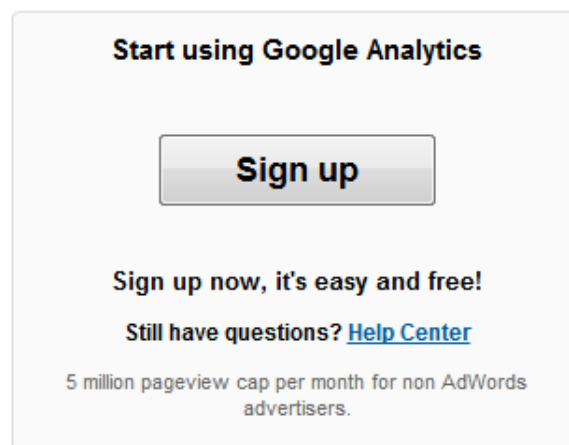 Start using Google Analytics
Sign up
Sign up now, it's easy and free!
Still have questions? Help Center
5 million pageview cap per month for non AdWords
advertisers.